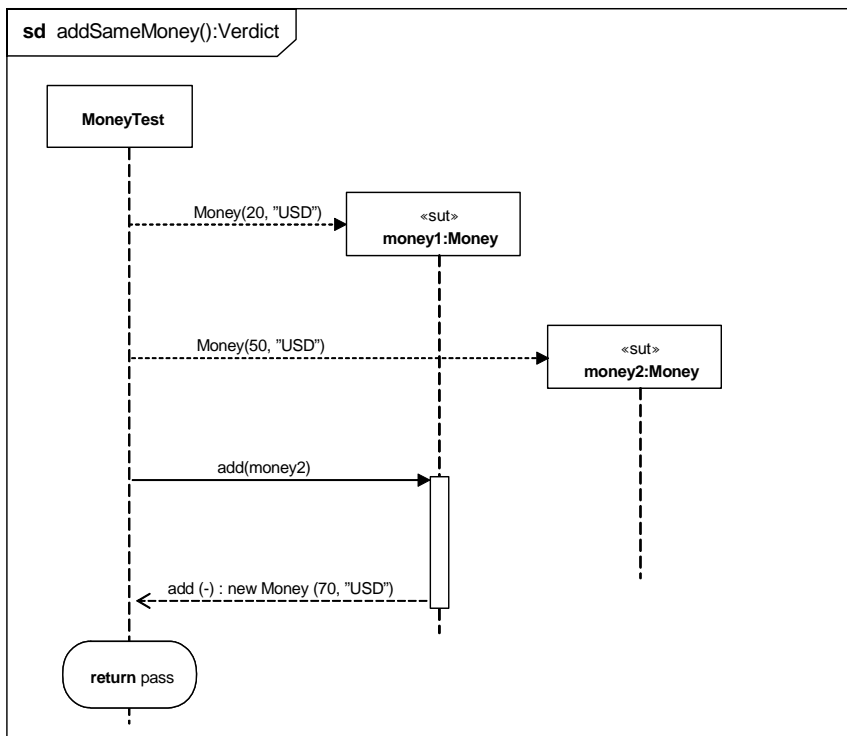 sd addSameMoney():Verdict
MoneyTest
Money(20, ”USD”)
«sut»
money1:Money
Money(50, ”USD”)
«sut»
money2:Money
add(money2)
add (-) : new Money (70, ”USD”)
return pass